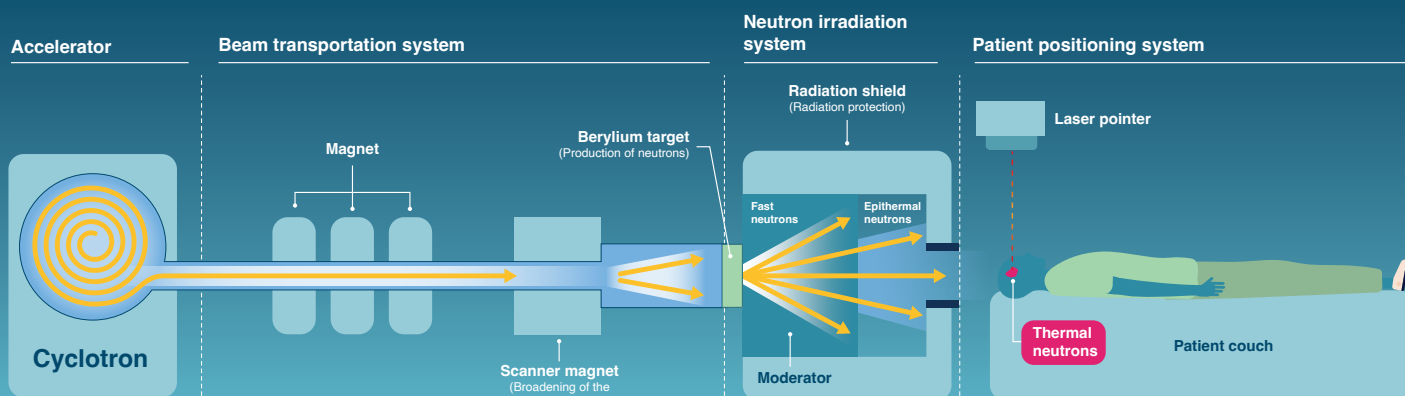 Accelerator
Beam transportation system
Neutron irradiation
system
Patient positioning system
Cyclotron
Magnet
Scanner magnet
(Broadening of the
Berylium target
(Production of neutrons)
Radiation shield
(Radiation protection)
Fast
neutrons
Epithermal
neutrons
Moderator
Laser pointer
Thermal
neutrons
Patient couch